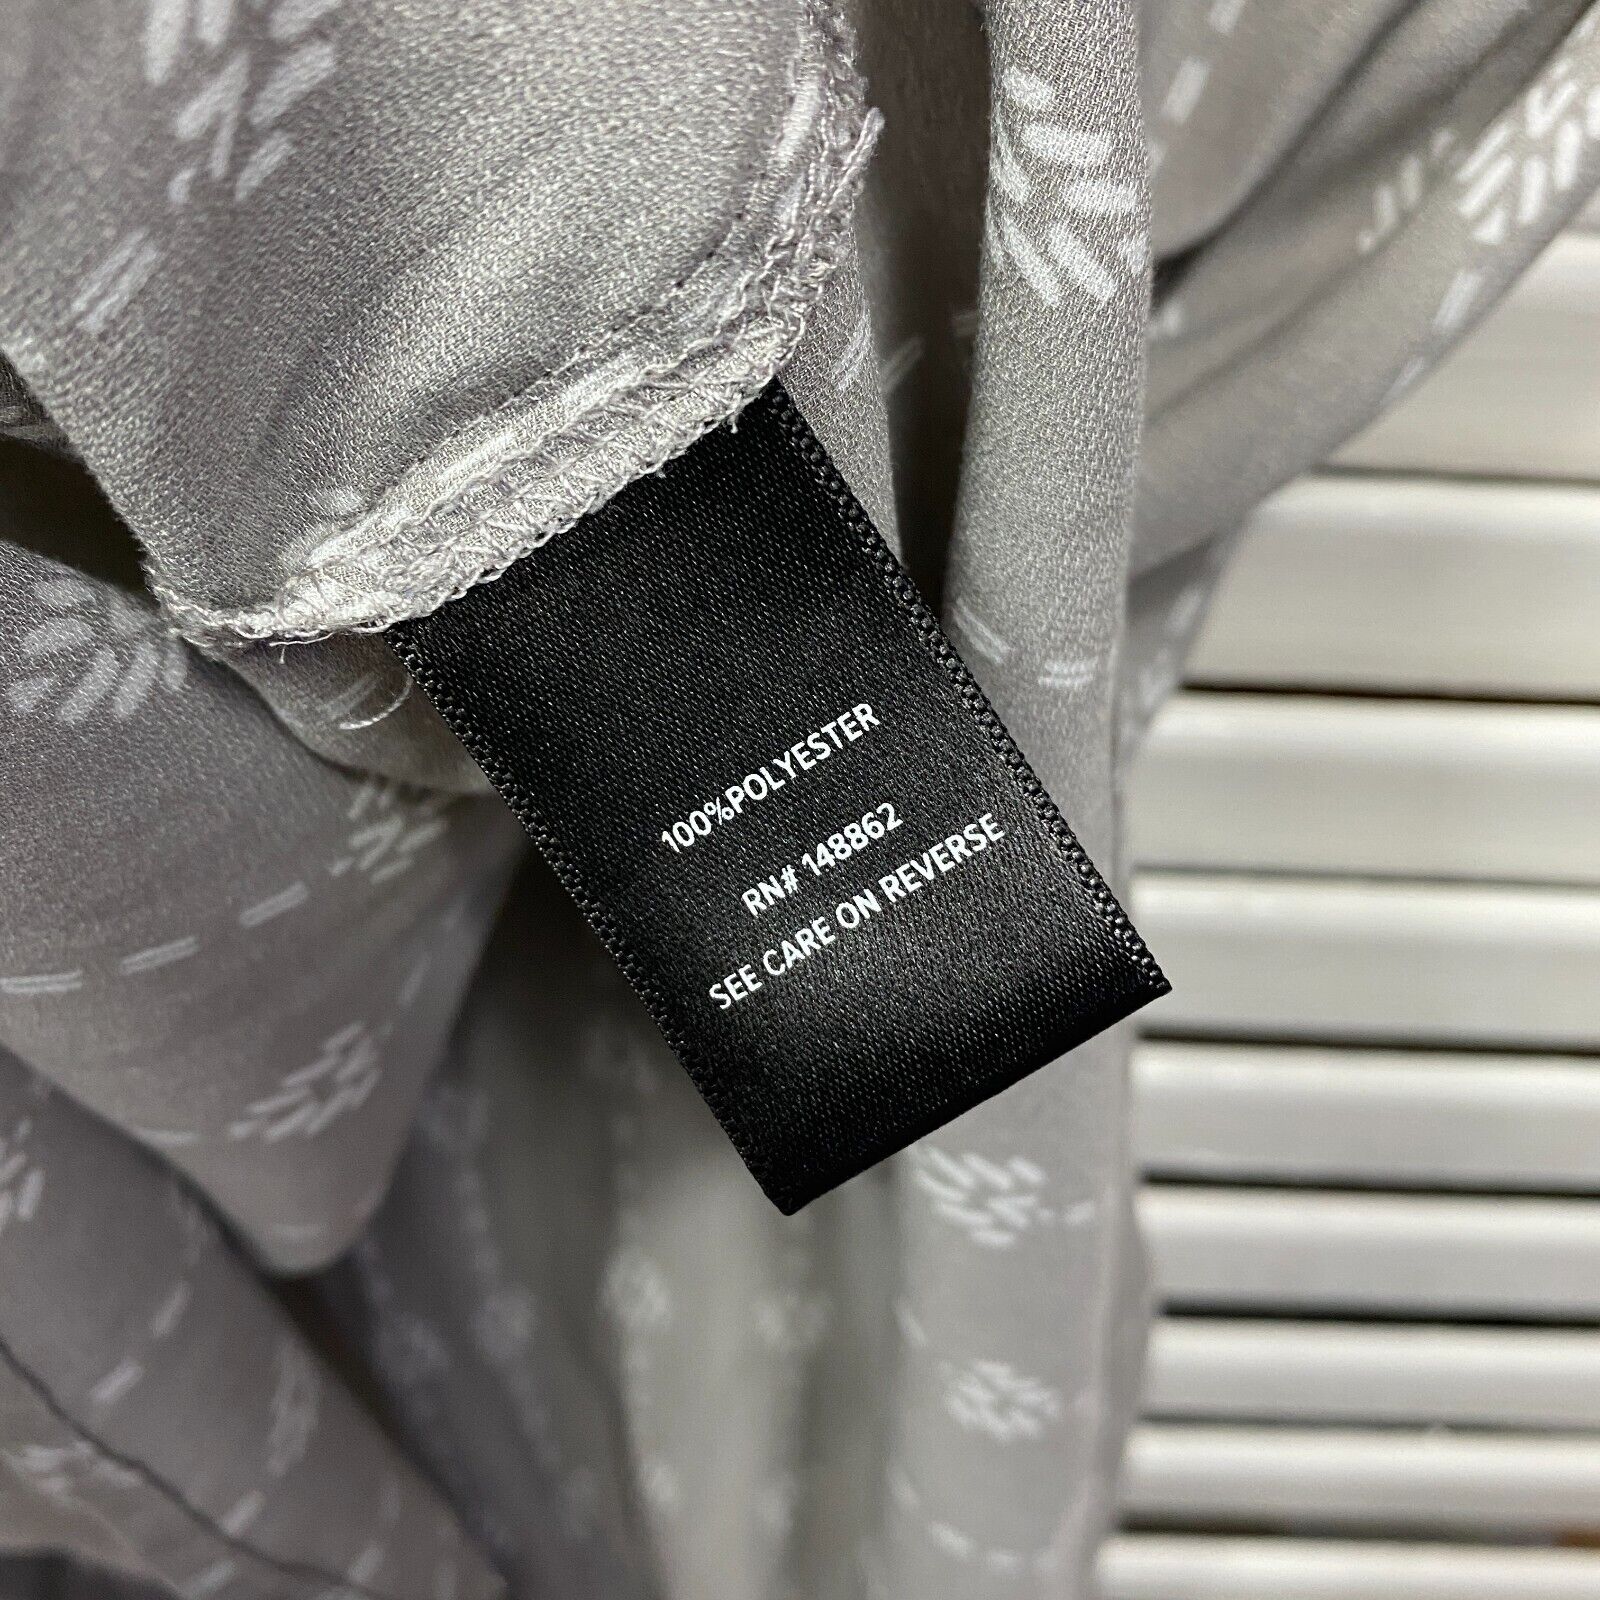 100%POLYESTER
RN# 148862
SEE CARE ON REVERSE